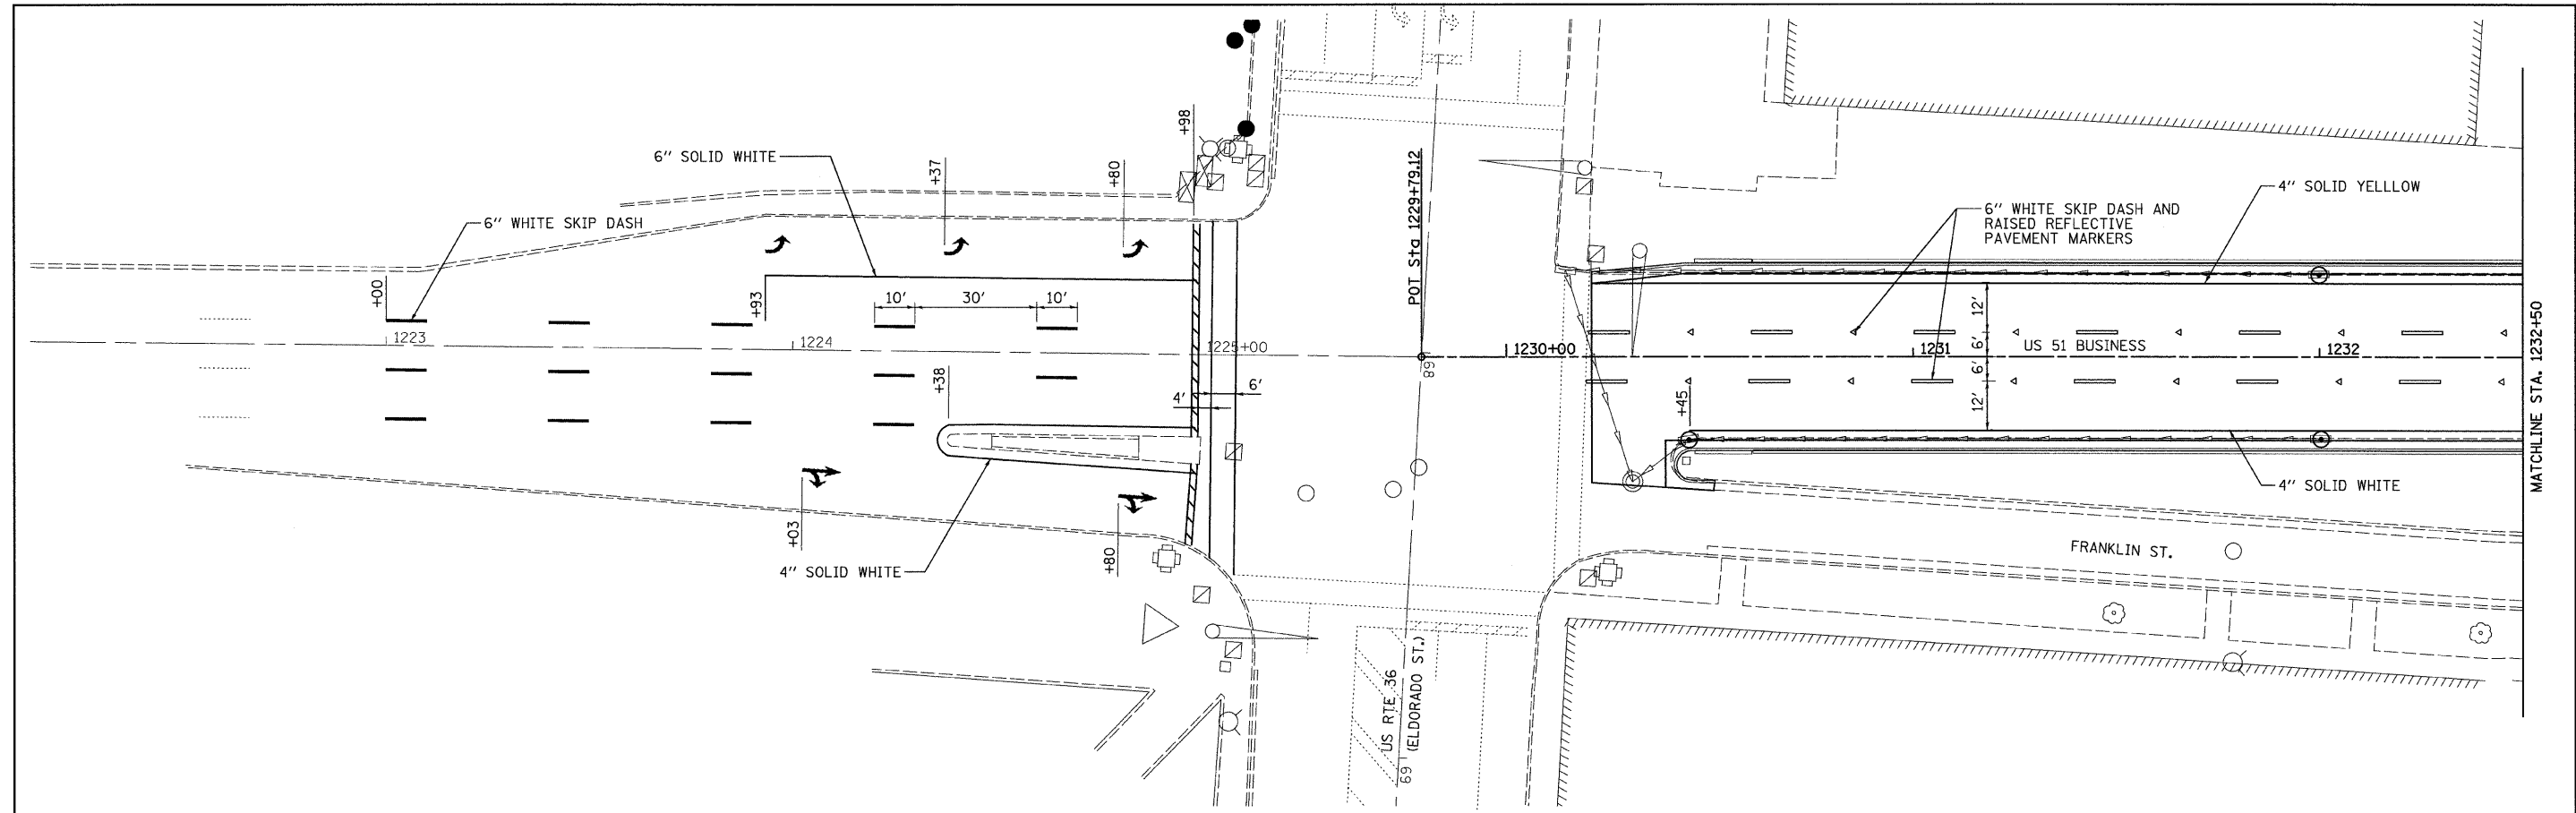 6" SOLID WHITE
6" WHITE SKIP DASH
+00
+93
+37
+80
+98
10'
30'
10'
1223
1224
1225+00
+38
4'
6'
+03
+80
4" SOLID WHITE
POT Sta 1229+79.12
68
1230+00
4" SOLID YELLLOW
6" WHITE SKIP DASH AND
RAISED REFLECTIVE
PAVEMENT MARKERS
12'
6'
6'
12'
1231
US 51 BUSINESS
1232
+45
4" SOLID WHITE
FRANKLIN ST.
US RTE 36
(ELDORADO ST.)
69
MATCHLINE STA. 1232+50